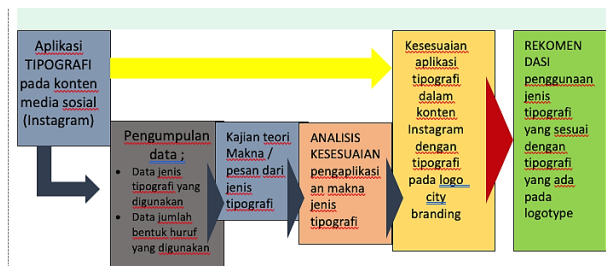 Aplikasi
TIPOGRAFI
pada konten
media sosial
(Instagram)
Pengumpulan
data ;
• Data jenis
tipografi yang
digunakan
• Data jumlah
bentuk huruf
yang digunakan
Kajian teori
Makna /
pesan dari
jenis
tipografi
ANALISIS
KESESUAIAN
pengaplikasi
an makna
jenis
tipografi
Kesesuaian
aplikasi
tipografi
dalam
konten
Instagram
dengan
tipografi
pada logo
city
branding
REKOMEN
DASI
penggunaan
jenis
tipografi
yang sesuai
dengan
tipografi
yang ada
pada
logotype